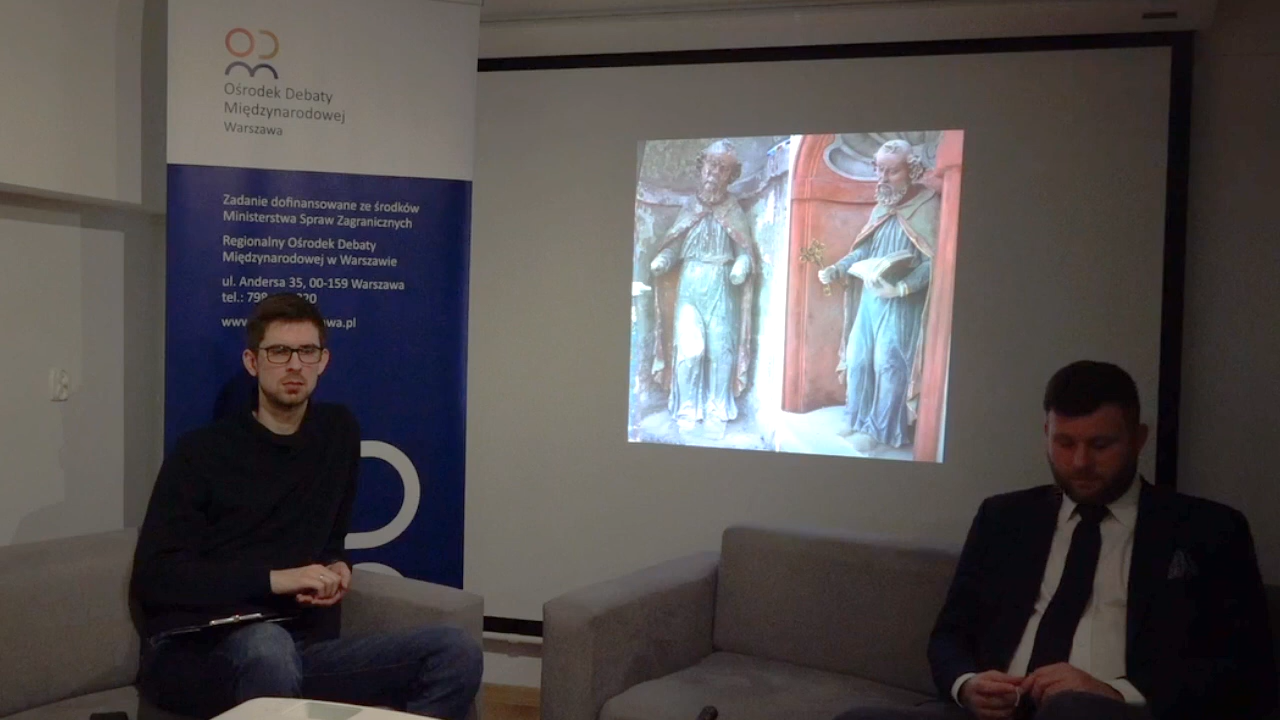 Ośrodek Debaty
Międzynarodowej
Warszawa
Zadanie dofinansowane ze środków
Ministerstwa Spraw Zagranicznych
Regionalny Ośrodek Debaty
Międzynarodowej w Warszawie
ul. Andersa 35, 00-159 Warszawa
tel.: